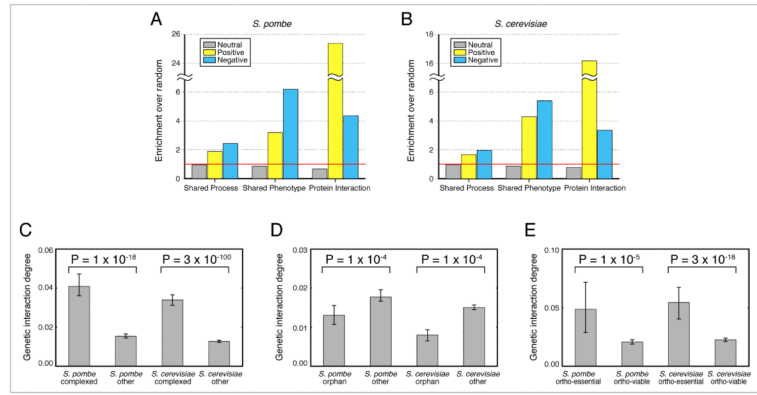 A
S. pombe
Enrichment over random
26
24
6
4
2
0
Neutral
Positive
Negative
Shared Process
Shared Phenotype
Protein Interaction
B
S. cerevisiae
Enrichment over random
18
16
6
4
2
0
Neutral
Positive
Negative
Shared Process
Shared Phenotype
Protein Interaction
C
Genetic interaction degree
0.06
0.04
0.02
0.00
P = 1 x 10-18
P = 3 x 10-100
S. pombe
complexed
S. pombe
other
S. cerevisiae
complexed
S. cerevisiae
other
D
Genetic interaction degree
0.03
0.02
0.01
0.00
P = 1 x 10-4
P = 1 x 10-4
S. pombe
orphan
S. pombe
other
S. cerevisiae
orphan
S. cerevisiae
other
E
Genetic interaction degree
0.10
0.05
0.00
P = 1 x 10-5
P = 3 x 10-18
S. pombe
ortho-essential
S. pombe
ortho-viable
S. cerevisiae
ortho-essential
S. cerevisiae
ortho-viable